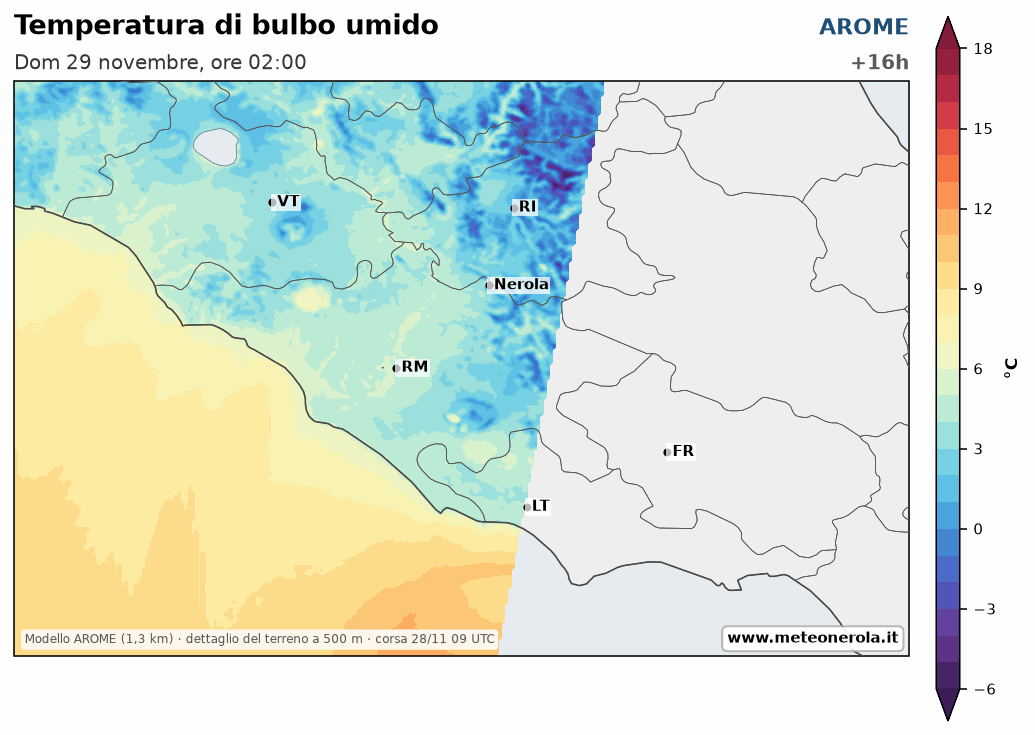 Temperatura di bulbo umido
AROME
Dom 29 novembre, ore 02:00
+16h
18
15
12
9
6
3
0
−3
−6
°C
VT
RI
Nerola
RM
FR
LT
Modello AROME (1,3 km) · dettaglio del terreno a 500 m · corsa 28/11 09 UTC
www.meteonerola.it